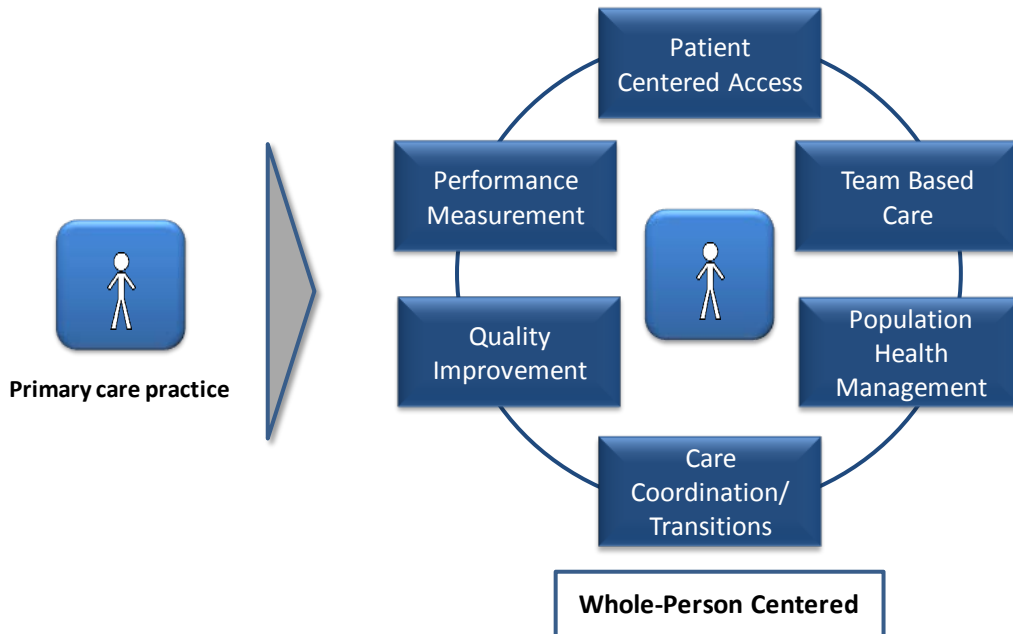 Patient
Centered Access
Performance
Measurement
Team Based
Care
Primary care practice
Quality
Improvement
Population
Health
Management
Care
Coordination/
Transitions
Whole-Person Centered